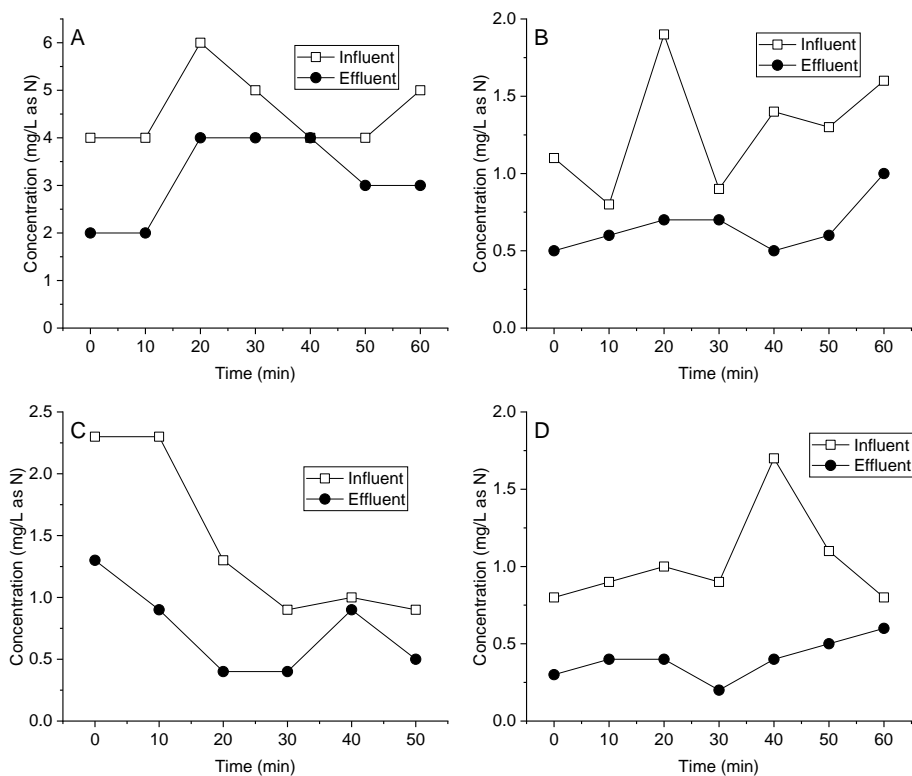 A
Influent
Effluent
6
5
4
3
2
1
0
Concentration (mg/L as N)
0 10 20 30 40 50 60
Time (min)
B
Influent
Effluent
2.0
1.5
1.0
0.5
0.0
Concentration (mg/L as N)
0 10 20 30 40 50 60
Time (min)
C
Influent
Effluent
2.5
2.0
1.5
1.0
0.5
0.0
Concentration (mg/L as N)
0 10 20 30 40 50
Time (min)
D
Influent
Effluent
2.0
1.5
1.0
0.5
0.0
Concentration (mg/L as N)
0 10 20 30 40 50 60
Time (min)